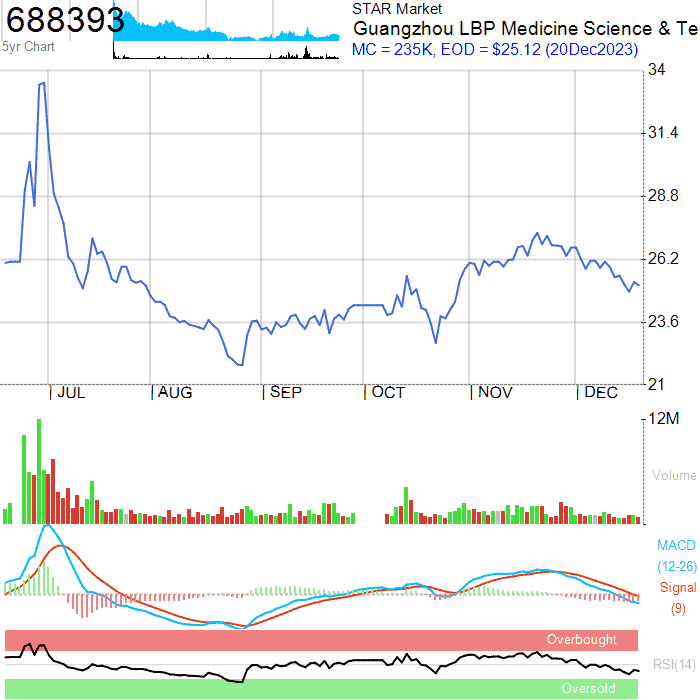 688393
5yr Chart
STAR Market
Guangzhou LBP Medicine Science & Te
MC = 235K, EOD = $25.12 (20Dec2023)
34
31.4
28.8
26.2
23.6
21
JUL AUG SEP OCT NOV DEC
12M
Volume
MACD
(12-26)
Signal
(9)
Overbought
RSI(14)
Oversold